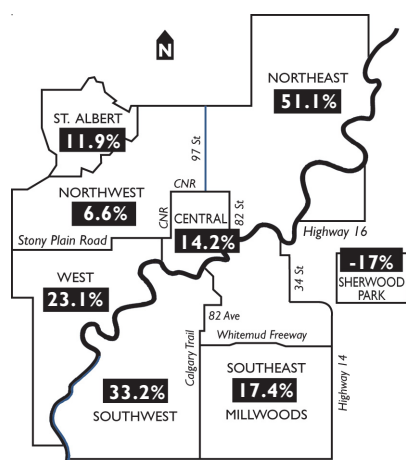 N
NORTHEAST
51.1%
ST. ALBERT
11.9%
97 St
CNR
NORTHWEST
6.6%
CNR
CENTRAL
14.2%
82 St
Stony Plain Road
Highway 16
WEST
23.1%
-17%
SHERWOOD
PARK
34 St
82 Ave
Whitemud Freeway
Calgary Trail
33.2%
SOUTHWEST
SOUTHEAST
17.4%
MILLWOODS
Highway 14